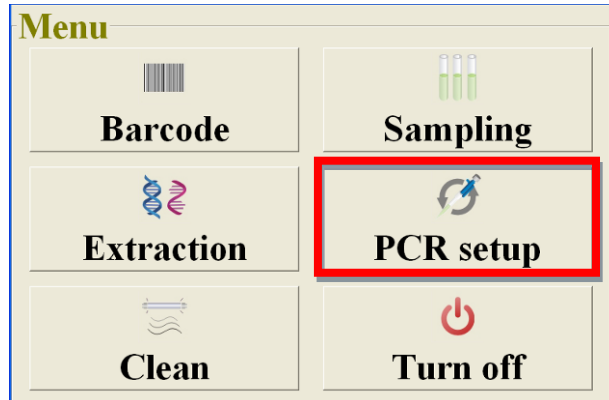 Menu
Barcode
Sampling
Extraction
PCR setup
Clean
Turn off